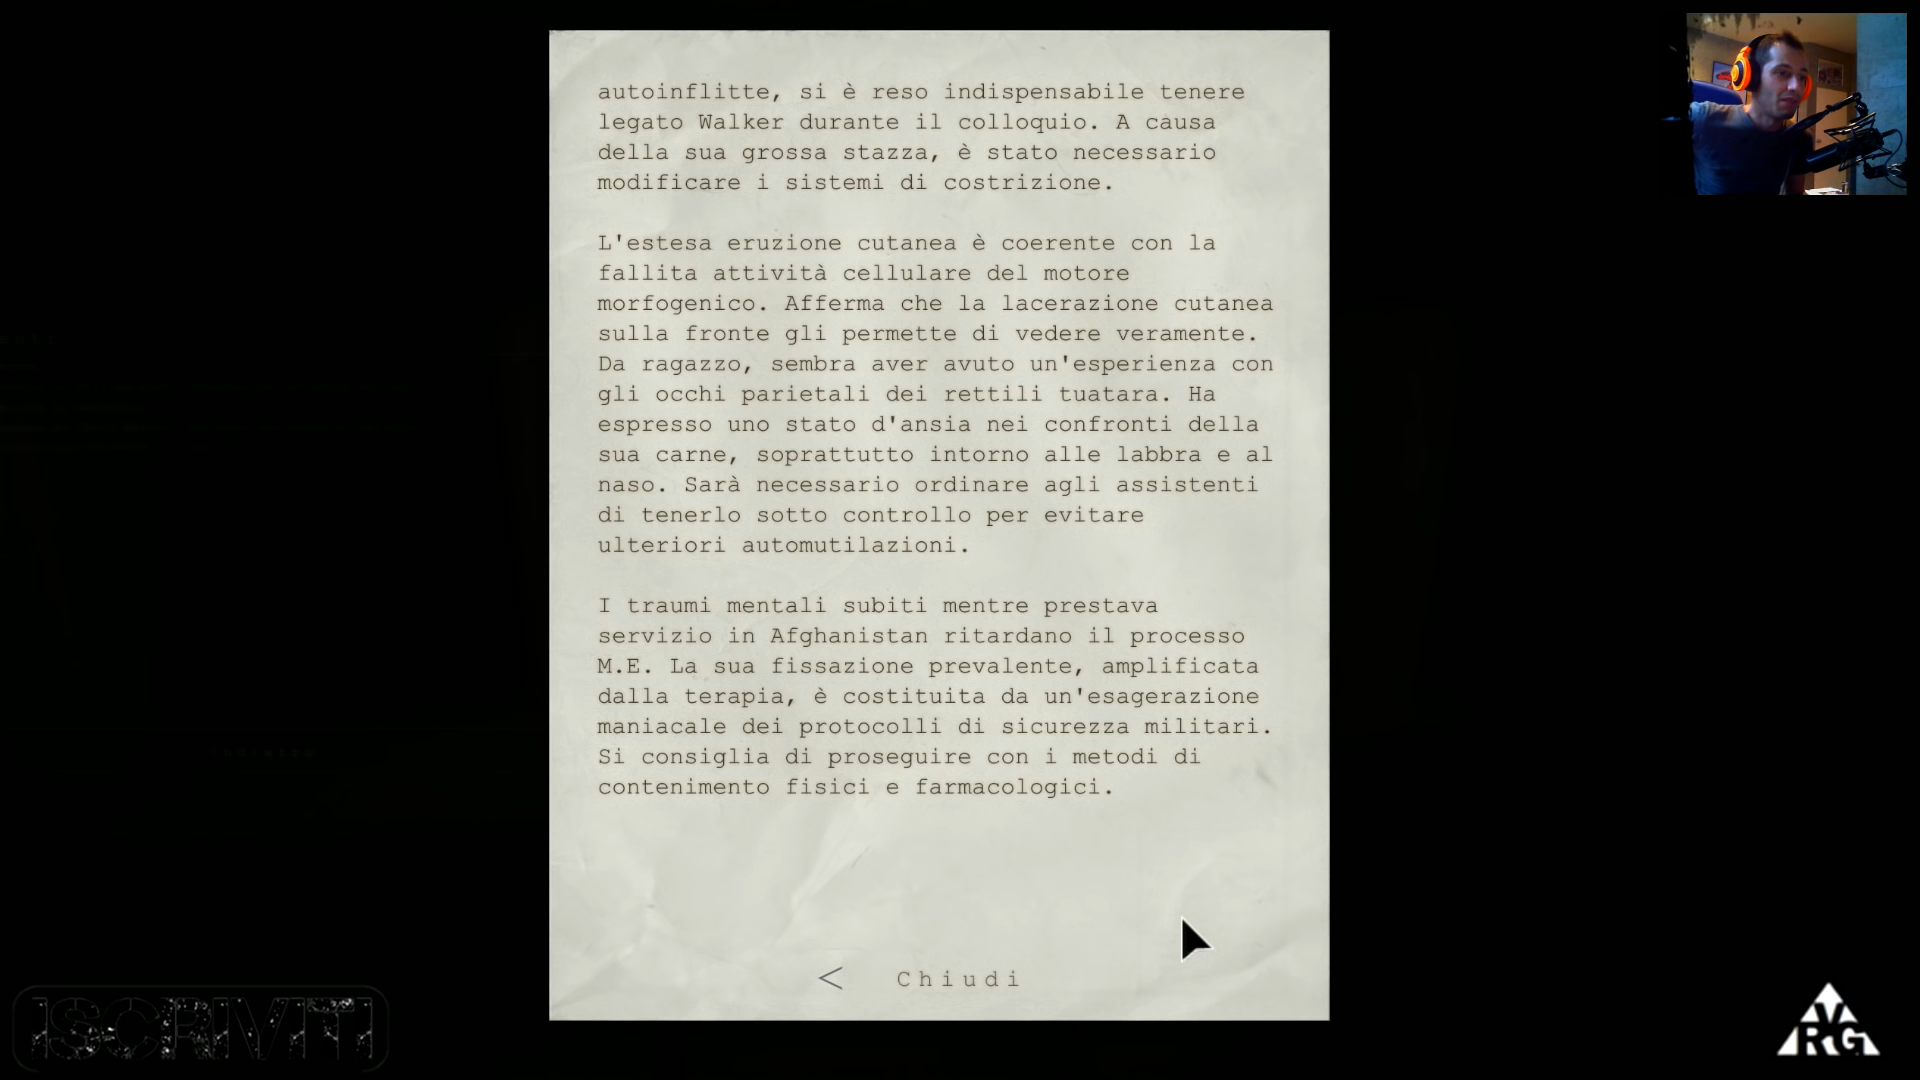 autoinflitte, si è reso indispensabile tenere
legato Walker durante il colloquio. A causa
della sua grossa stazza, è stato necessario
modificare i sistemi di costrizione.
L'estesa eruzione cutanea è coerente con la
fallita attività cellulare del motore
morfogenico. Afferma che la lacerazione cutanea
sulla fronte gli permette di vedere veramente.
Da ragazzo, sembra aver avuto un'esperienza con
gli occhi parietali dei rettili tuatara. Ha
espresso uno stato d'ansia nei confronti della
sua carne, soprattutto intorno alle labbra e al
naso. Sarà necessario ordinare agli assistenti
di tenerlo sotto controllo per evitare
ulteriori automutilazioni.
I traumi mentali subiti mentre prestava
servizio in Afghanistan ritardano il processo
M.E. La sua fissazione prevalente, amplificata
dalla terapia, è costituita da un'esagerazione
maniacale dei protocolli di sicurezza militari.
Si consiglia di proseguire con i metodi di
contenimento fisici e farmacologici.
< Chiudi
ISCRIVITI
VRG